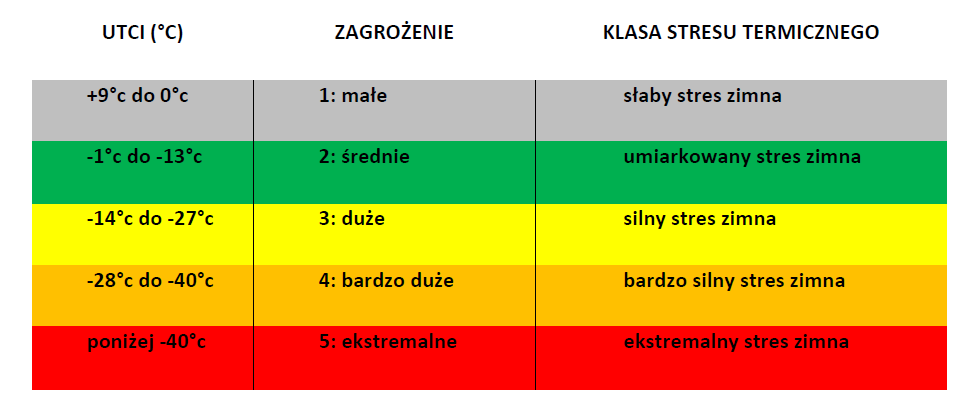 UTCI (°C) ZAGROŻENIE KLASA STRESU TERMICZNEGO
+9°c do 0°c 1: małe słaby stres zimna
-1°c do -13°c 2: średnie umiarkowany stres zimna
-14°c do -27°c 3: duże silny stres zimna
-28°c do -40°c 4: bardzo duże bardzo silny stres zimna
poniżej -40°c 5: ekstremalne ekstremalny stres zimna